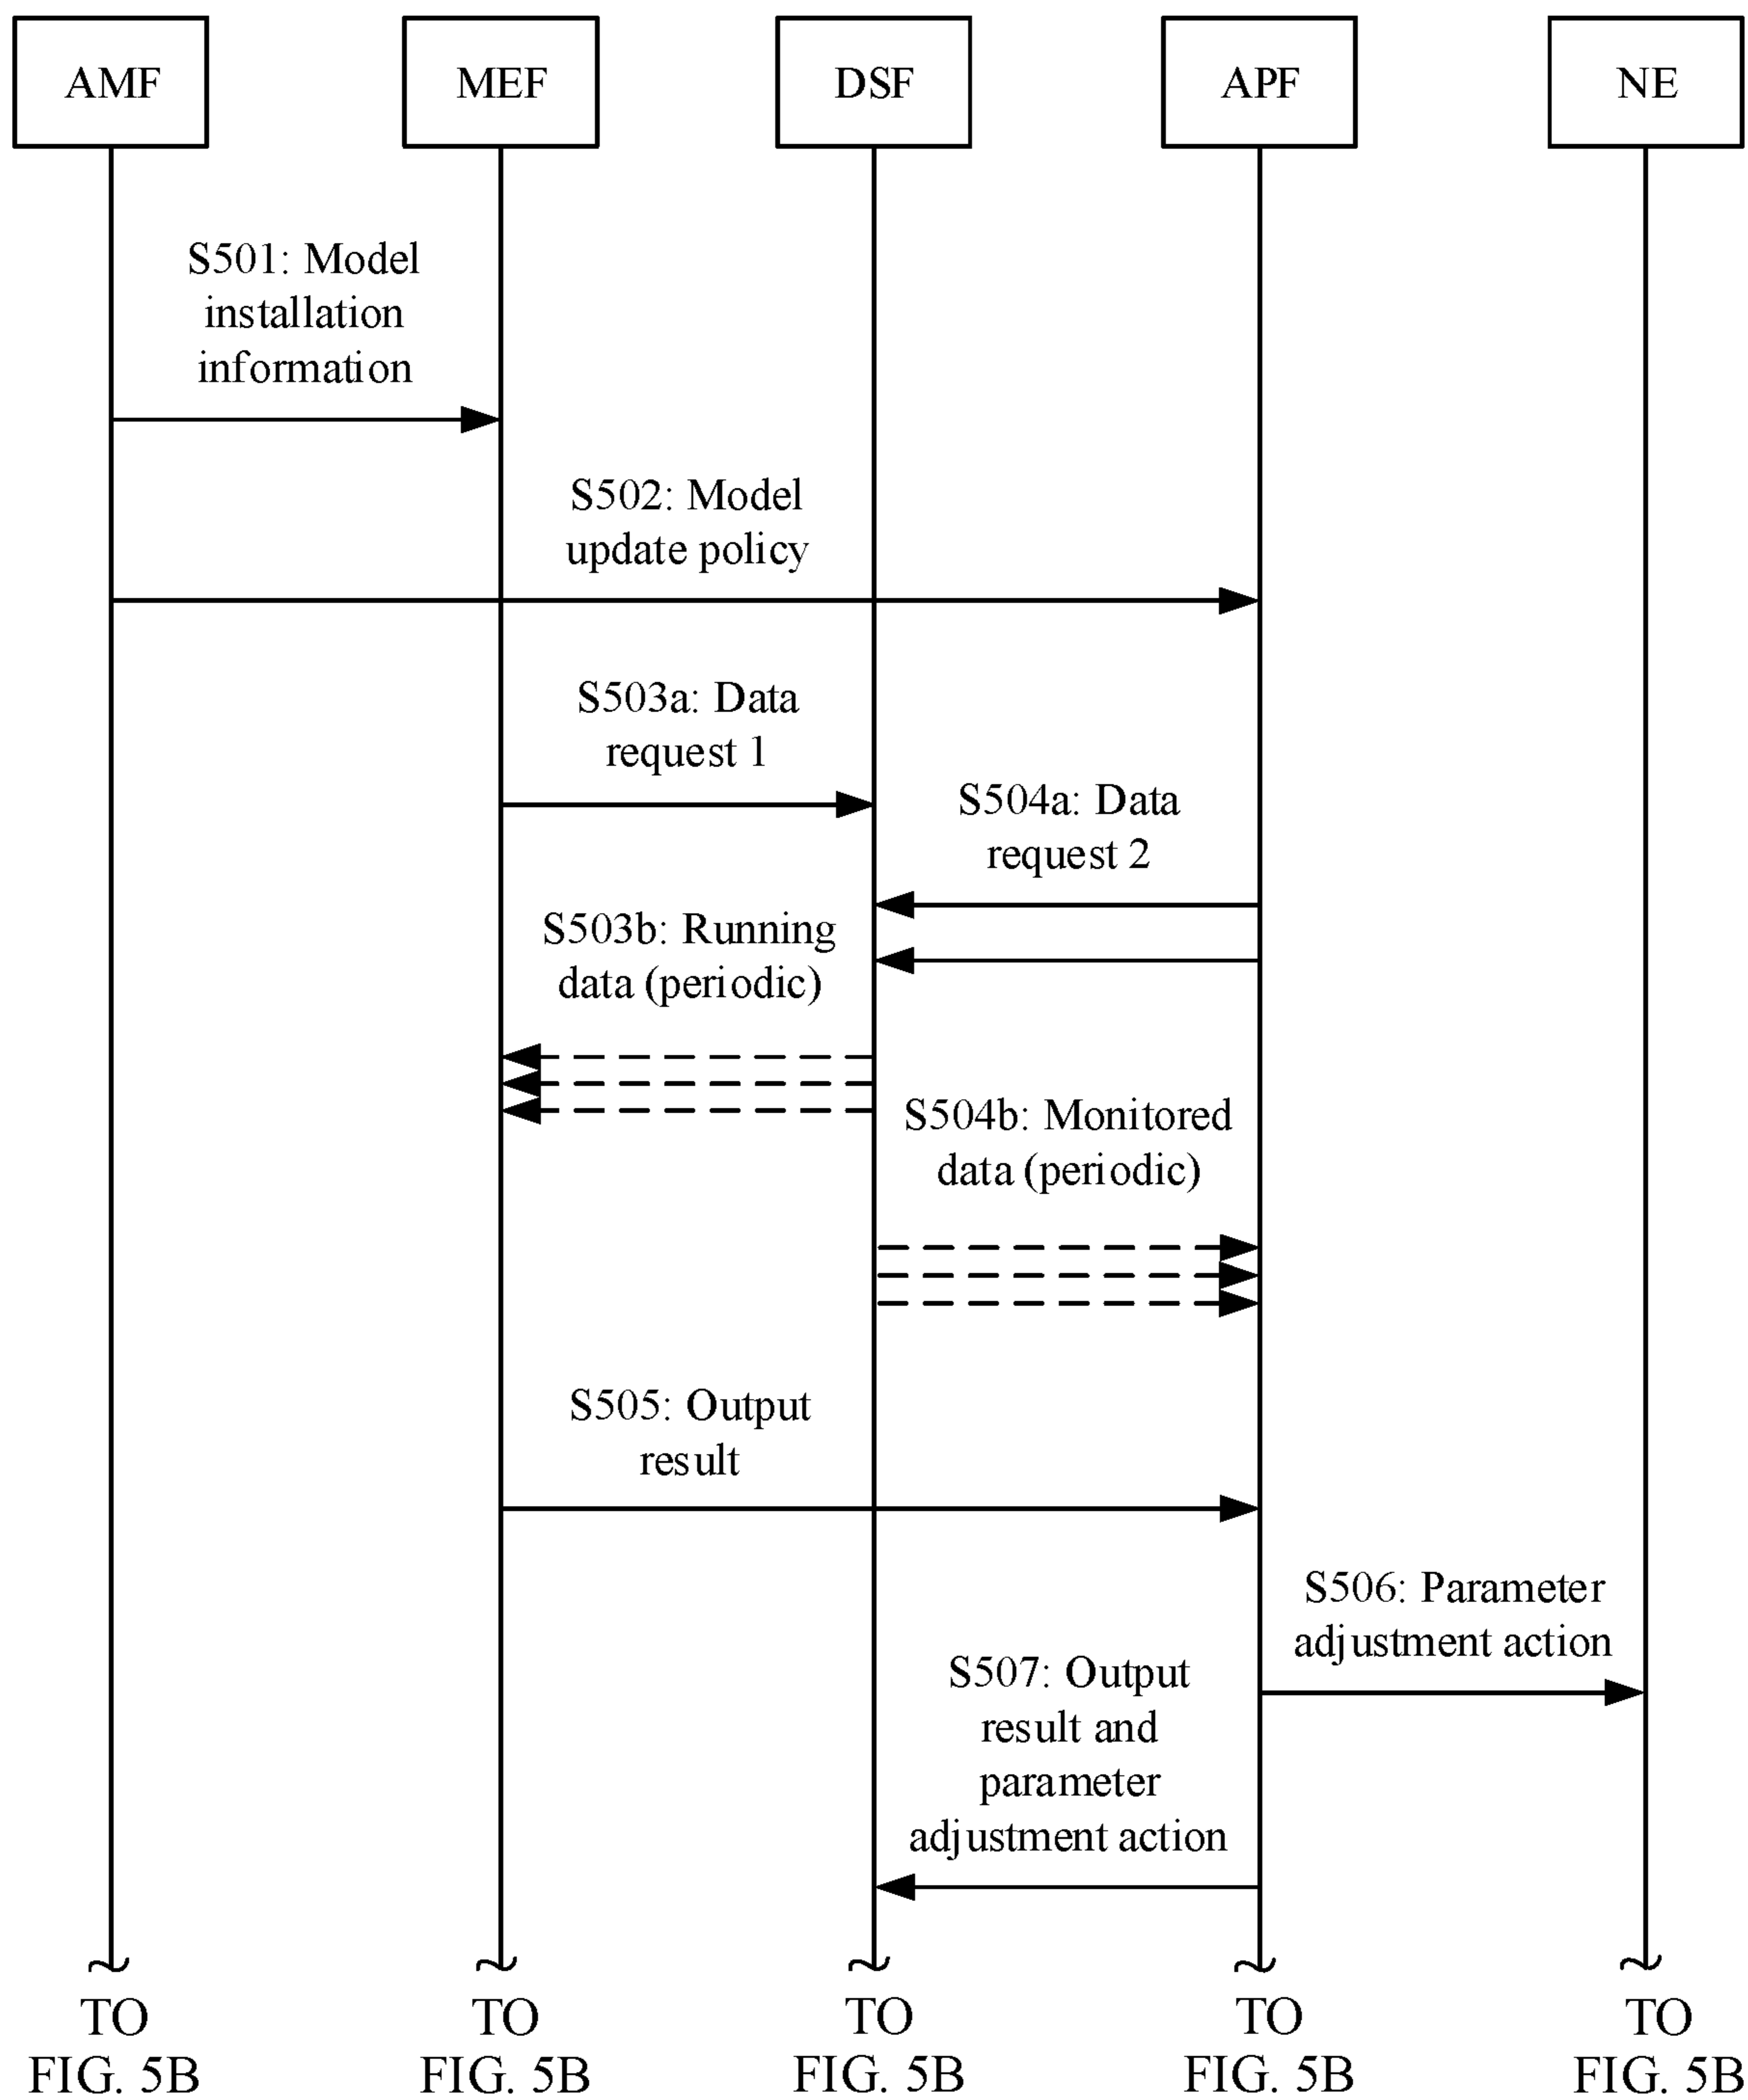 AMF
MEF
DSF
APF
NE
S501: Model
installation
information
S502: Model
update policy
S503a: Data
request 1
S504a: Data
request 2
S503b: Running
data (periodic)
S504b: Monitored
data (periodic)
S505: Output
result
S506: Parameter
adjustment action
S507: Output
result and
parameter
adjustment action
TO
FIG. 5B
TO
FIG. 5B
TO
FIG. 5B
TO
FIG. 5B
TO
FIG. 5B